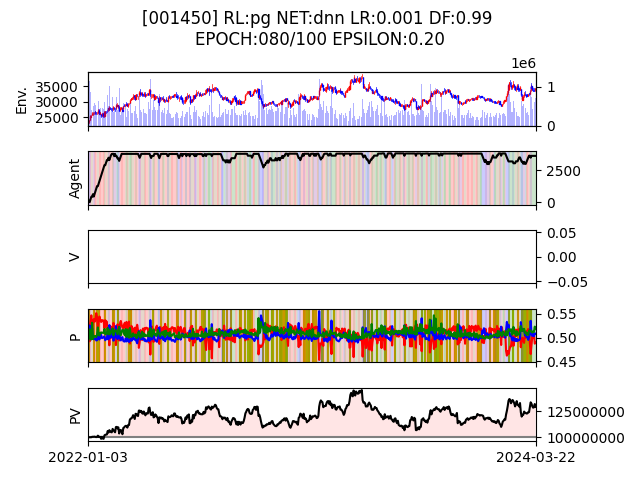 [001450] RL:pg NET:dnn LR:0.001 DF:0.99
EPOCH:080/100 EPSILON:0.20
1e6
Env.
35000
30000
25000
1
0
Agent
2500
0
V
0.05
0.00
−0.05
P
0.55
0.50
0.45
PV
125000000
100000000
2022-01-03
2024-03-22